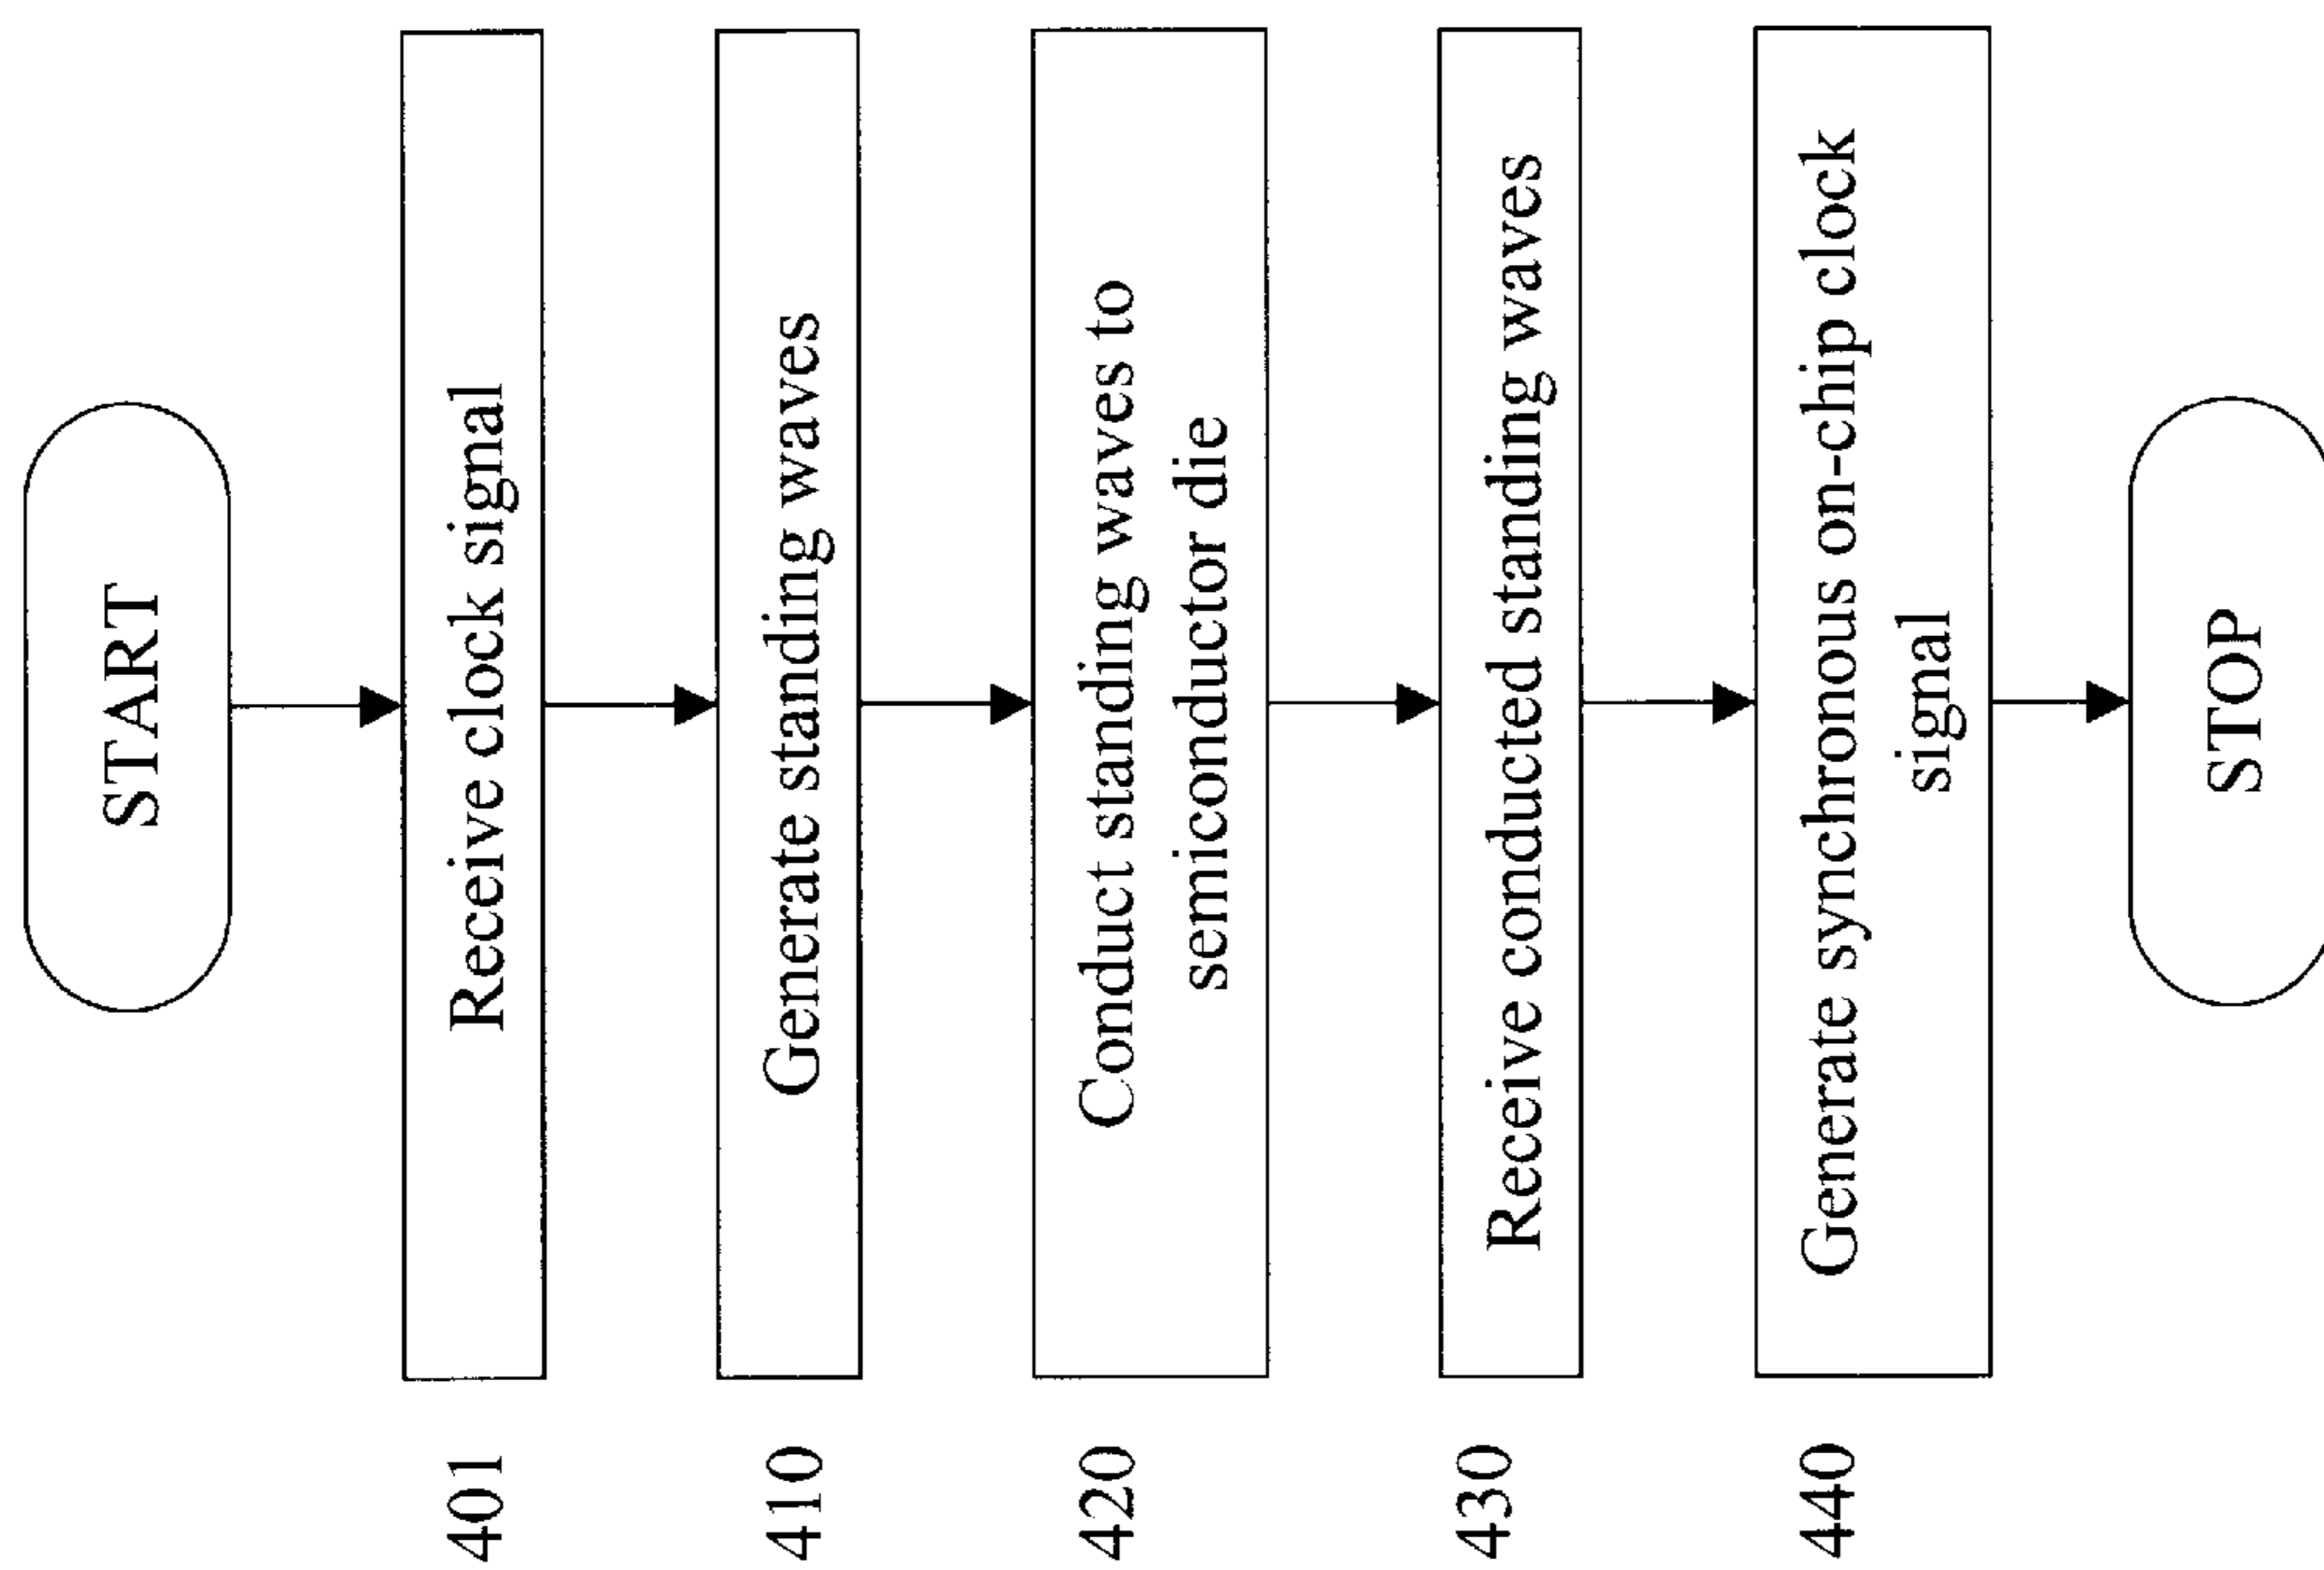 START
401
Receive clock signal
410
Generate standing waves
420
Conduct standing waves to
semiconductor die
430
Receive conducted standing waves
440
Generate synchronous on-chip clock
signal
STOP